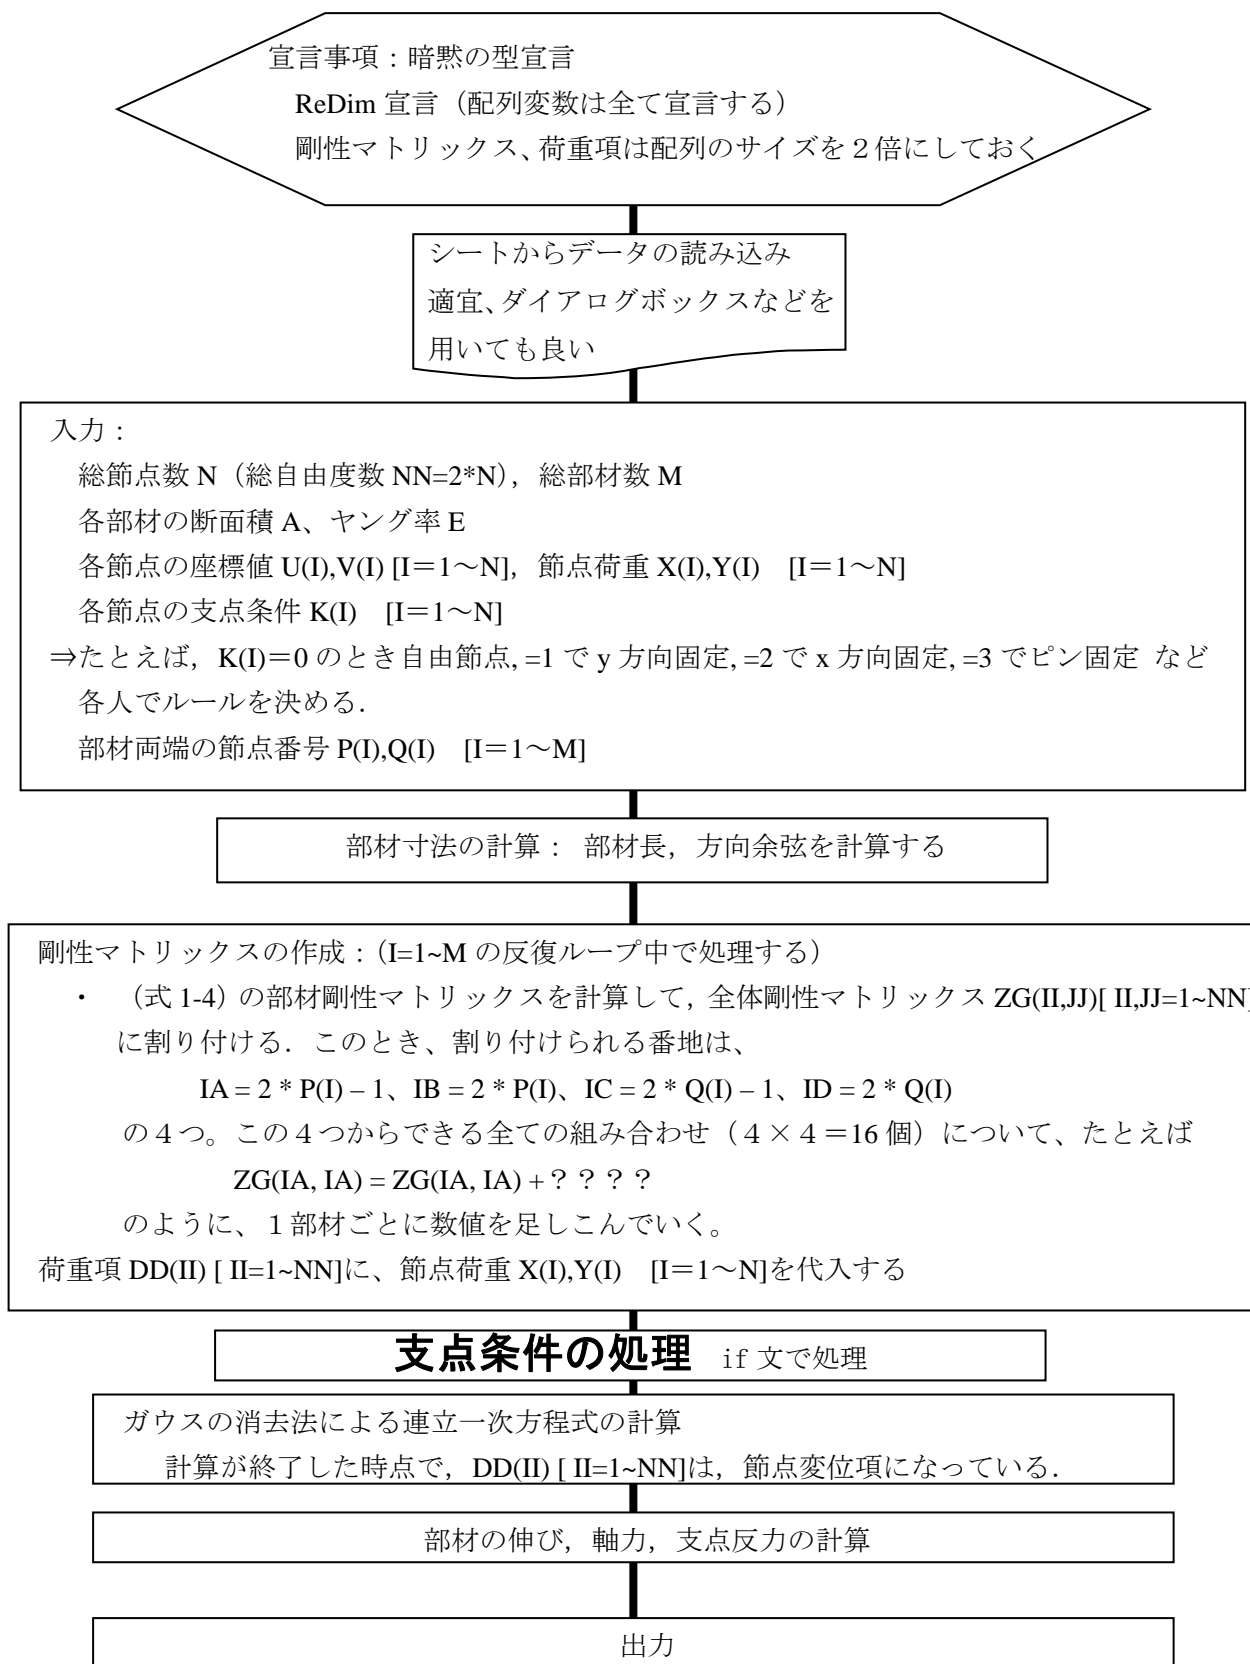 宣言事項：暗黙の型宣言
ReDim 宣言（配列変数は全て宣言する）
剛性マトリックス、荷重項は配列のサイズを２倍にしておく
シートからデータの読み込み
適宜、ダイアログボックスなどを
用いても良い
入力：
総節点数 N（総自由度数 NN=2*N），総部材数 M
各部材の断面積 A、ヤング率 E
各節点の座標値 U(I),V(I) [I＝1～N]，節点荷重 X(I),Y(I) [I＝1～N]
各節点の支点条件 K(I) [I＝1～N]
⇒たとえば，K(I)＝0 のとき自由節点, =1 で y 方向固定, =2 で x 方向固定, =3 でピン固定 など
各人でルールを決める．
部材両端の節点番号 P(I),Q(I) [I＝1～M]
部材寸法の計算： 部材長，方向余弦を計算する
剛性マトリックスの作成：(I=1~M の反復ループ中で処理する）
・ （式 1-4）の部材剛性マトリックスを計算して，全体剛性マトリックス ZG(II,JJ)[ II,JJ=1~NN]
に割り付ける．このとき、割り付けられる番地は、
IA = 2 * P(I) – 1、IB = 2 * P(I)、IC = 2 * Q(I) – 1、ID = 2 * Q(I)
の４つ。この４つからできる全ての組み合わせ（４×４＝16 個）について、たとえば
ZG(IA, IA) = ZG(IA, IA) +？？？？
のように、１部材ごとに数値を足しこんでいく。
荷重項 DD(II) [ II=1~NN]に、節点荷重 X(I),Y(I) [I＝1～N]を代入する
支点条件の処理 if 文で処理
ガウスの消去法による連立一次方程式の計算
計算が終了した時点で，DD(II) [ II=1~NN]は，節点変位項になっている．
部材の伸び，軸力，支点反力の計算
出力